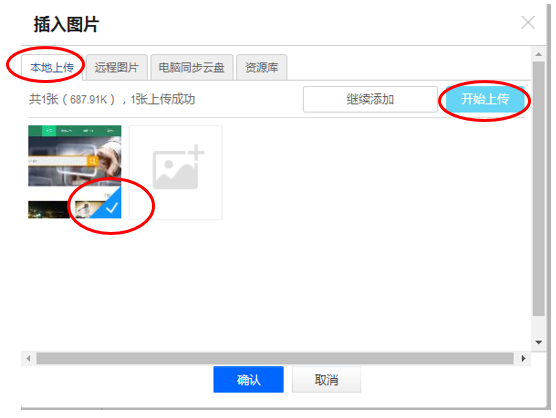 插入图片
本地上传 远程图片 电脑同步云盘 资源库
共1张（687.91K），1张上传成功 继续添加 开始上传
确认 取消